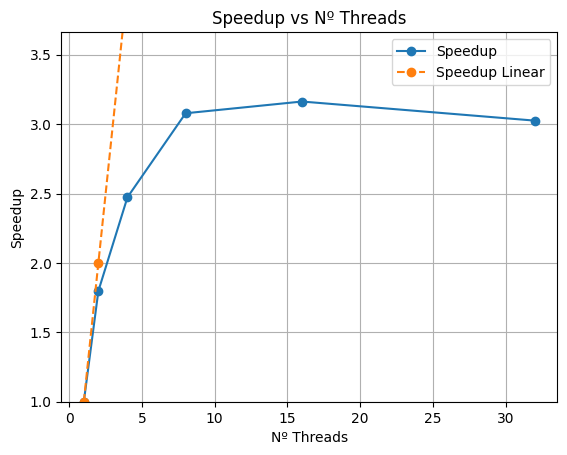 Speedup vs Nº Threads
Speedup
Speedup Linear
3.5
3.0
2.5
2.0
1.5
1.0
Speedup
0 5 10 15 20 25 30
Nº Threads